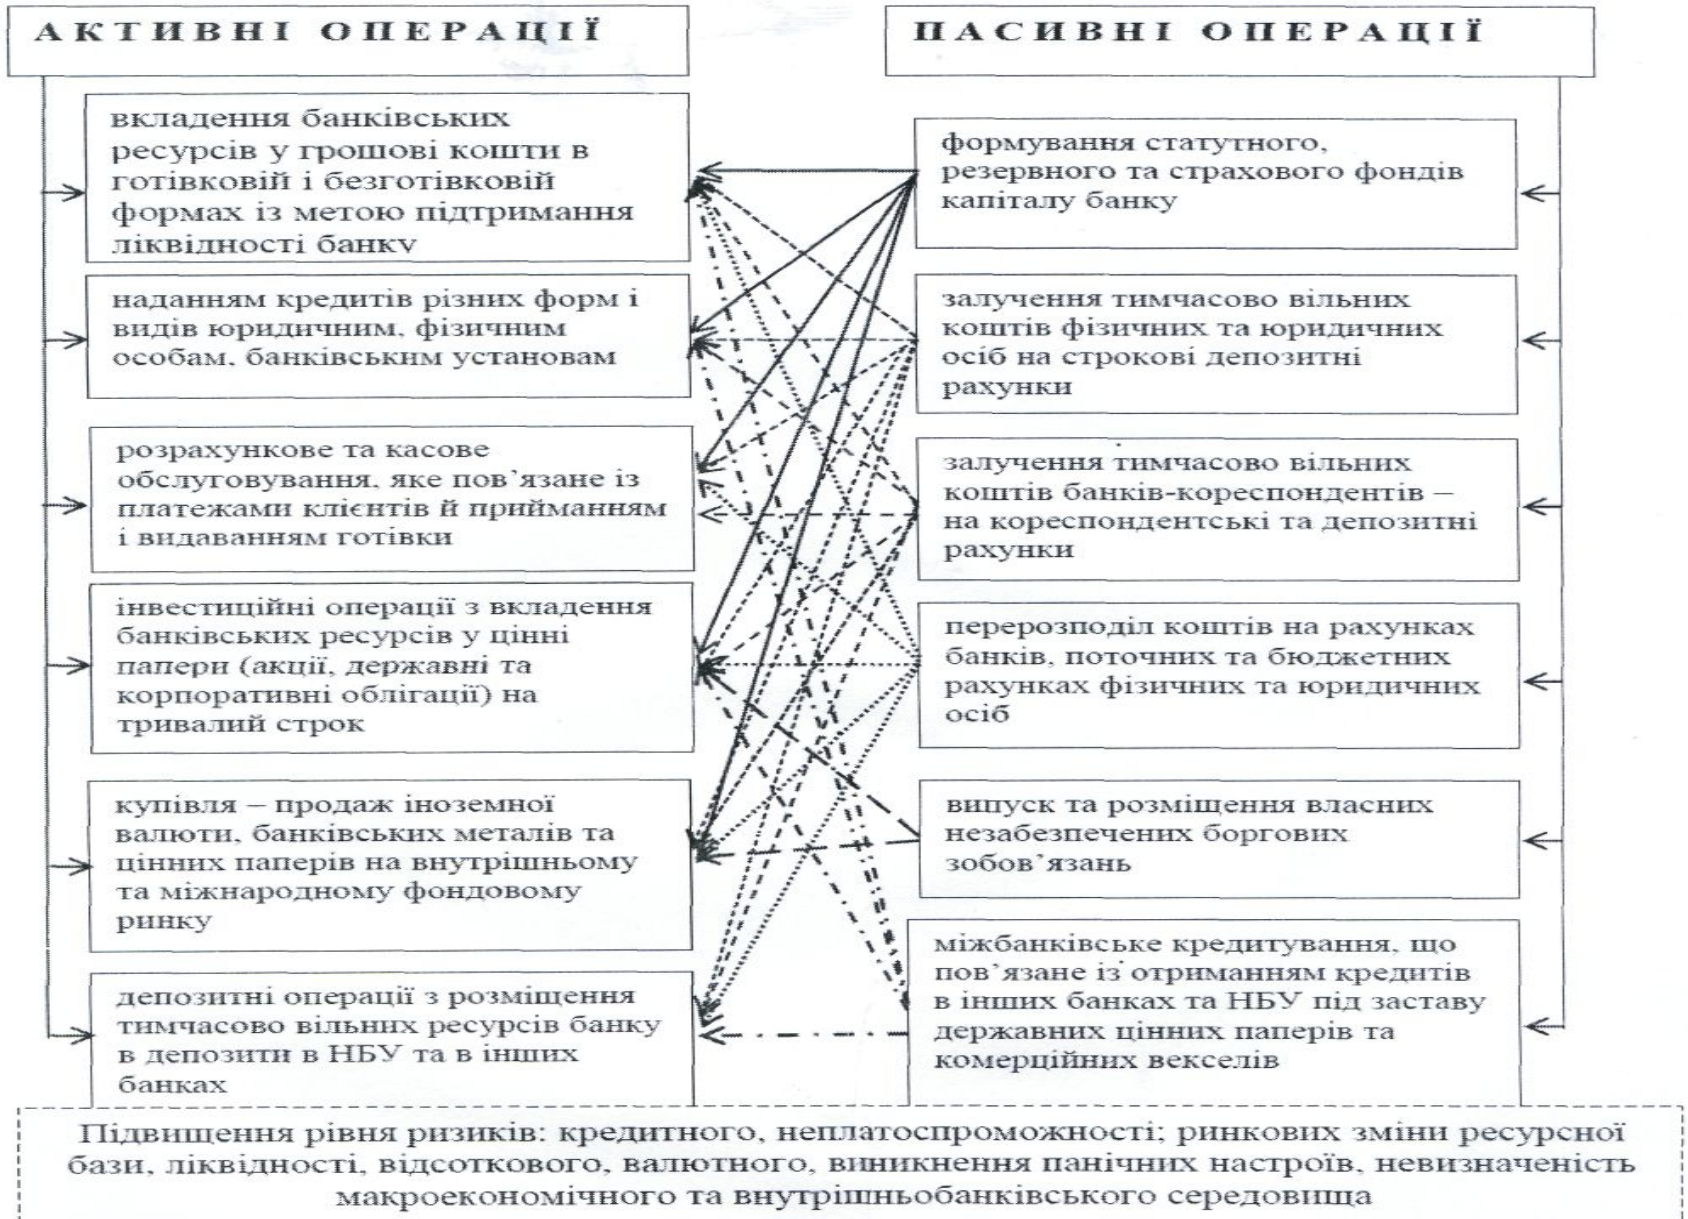 АКТИВНІ ОПЕРАЦІЇ
вкладення банківських
ресурсів у грошові кошти в
готівковій і безготівковій
формах із метою підтримання
ліквідності банку
наданням кредитів різних форм і
видів юридичним, фізичним
особам, банківським установам
розрахункове та касове
обслуговування, яке пов’язане із
платежами клієнтів й прийманням
і видаванням готівки
інвестиційні операції з вкладення
банківських ресурсів у цінні
папери (акції, державні та
корпоративні облігації) на
тривалий строк
купівля – продаж іноземної
валюти, банківських металів та
цінних паперів на внутрішньому
та міжнародному фондовому
ринку
депозитні операції з розміщення
тимчасово вільних ресурсів банку
в депозити в НБУ та в інших
банках
ПАСИВНІ ОПЕРАЦІЇ
формування статутного,
резервного та страхового фондів
капіталу банку
залучення тимчасово вільних
коштів фізичних та юридичних
осіб на строкові депозитні
рахунки
залучення тимчасово вільних
коштів банків-кореспондентів –
на кореспондентські та депозитні
рахунки
перерозподіл коштів на рахунках
банків, поточних та бюджетних
рахунках фізичних та юридичних
осіб
випуск та розміщення власних
незабезпечених боргових
зобов’язань
міжбанківське кредитування, що
пов’язане із отриманням кредитів
в інших банках та НБУ під заставу
державних цінних паперів та
комерційних векселів
Підвищення рівня ризиків: кредитного, неплатоспроможності; ринкових зміни ресурсної
бази, ліквідності, відсоткового, валютного, виникнення панічних настроїв, невизначеність
макроекономічного та внутрішньобанківського середовища